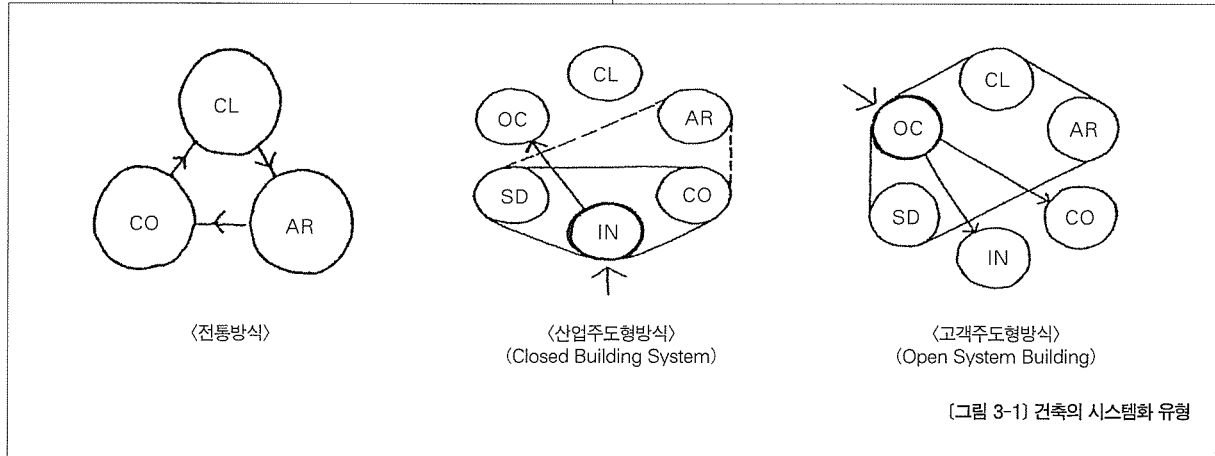 CL
CO
AR
〈전통방식〉
CL
OC
AR
SD
CO
IN
〈산업주도형방식〉
(Closed Building System)
CL
OC
AR
SD
CO
IN
〈고객주도형방식〉
(Open System Building)
[그림 3-1] 건축의 시스템화 유형